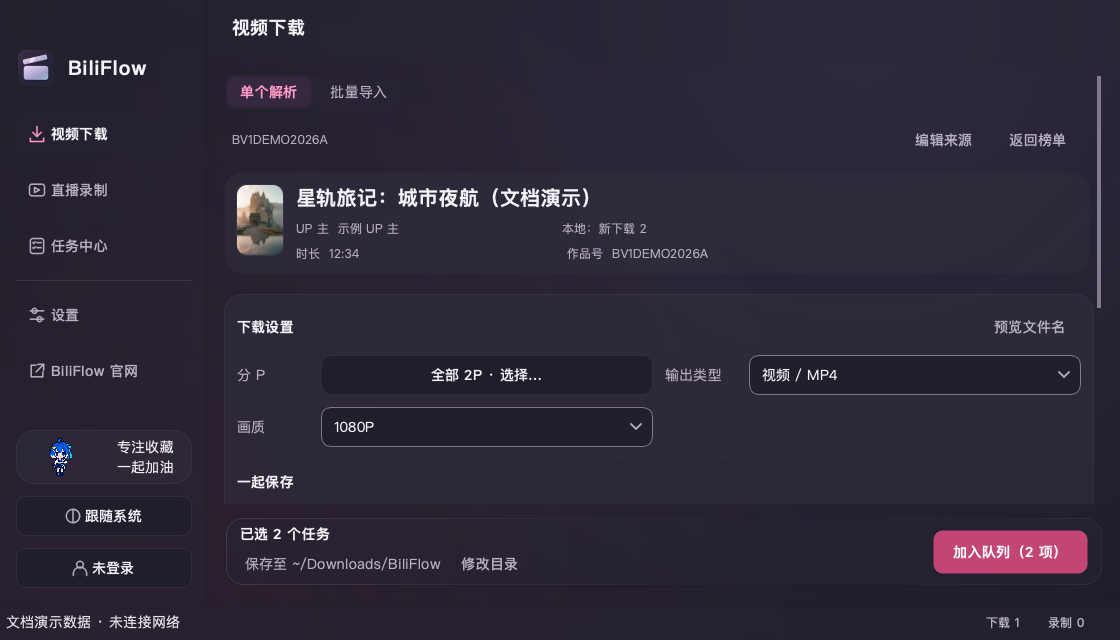 BiliFlow
视频下载
直播录制
任务中心
设置
BiliFlow 官网
专注收藏
一起加油
跟随系统
未登录
视频下载
单个解析 批量导入
BV1DEMO2026A 编辑来源 返回榜单
星轨旅记：城市夜航（文档演示）
UP 主 示例 UP 主 本地：新下载 2
时长 12:34 作品号 BV1DEMO2026A
下载设置 预览文件名
分 P 全部 2P · 选择... 输出类型 视频 / MP4
画质 1080P
一起保存
已选 2 个任务
保存至 ~/Downloads/BiliFlow 修改目录
加入队列（2 项）
文档演示数据 · 未连接网络 下载 1 录制 0